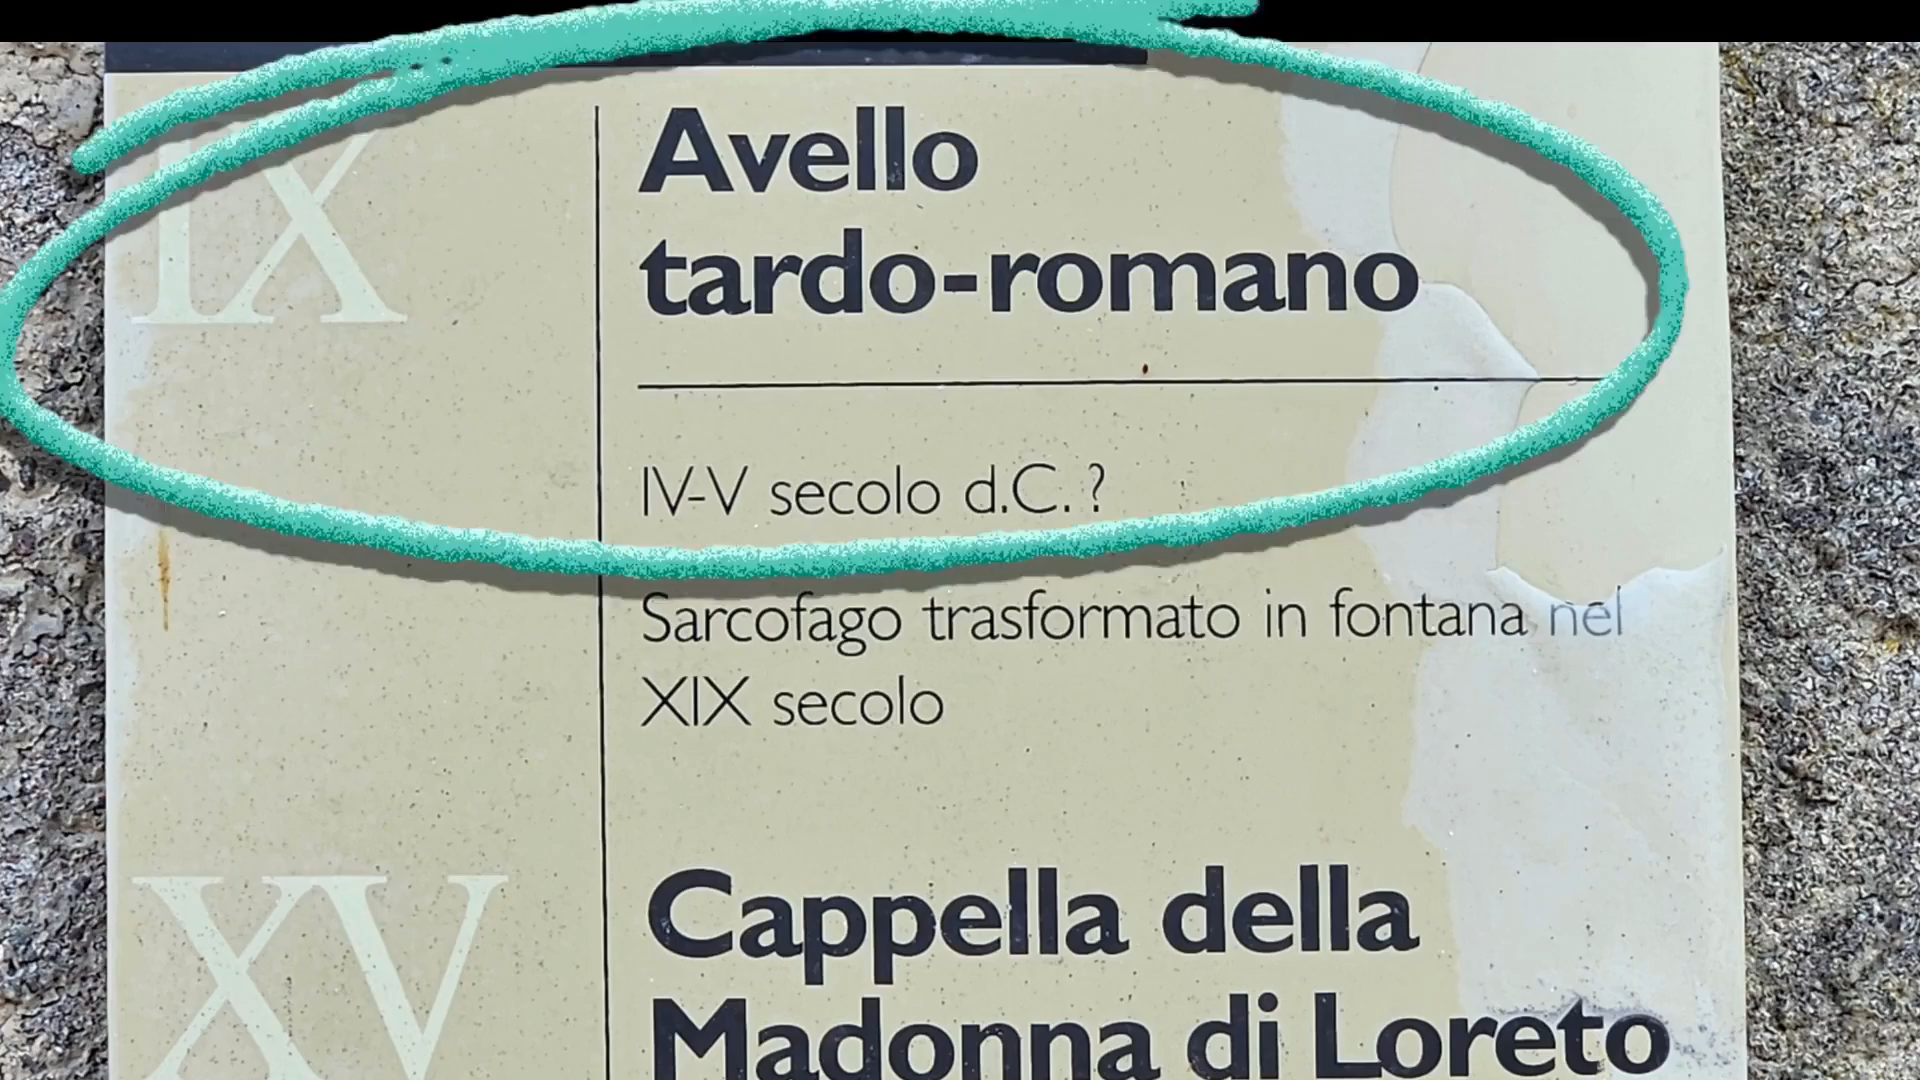 IX
Avello
tardo-romano
IV-V secolo d.C. ?
Sarcofago trasformato in fontana nel
XIX secolo
XV
Cappella della
Madonna di Loreto